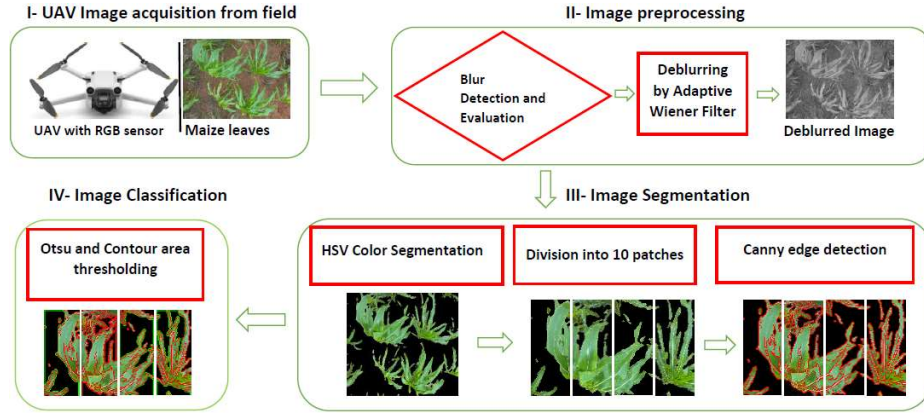 I- UAV Image acquisition from field
UAV with RGB sensor
Maize leaves
II- Image preprocessing
Blur
Detection and
Evaluation
Deblurring
by Adaptive
Wiener Filter
Deblurred Image
IV- Image Classification
Otsu and Contour area
thresholding
III- Image Segmentation
HSV Color Segmentation
Division into 10 patches
Canny edge detection